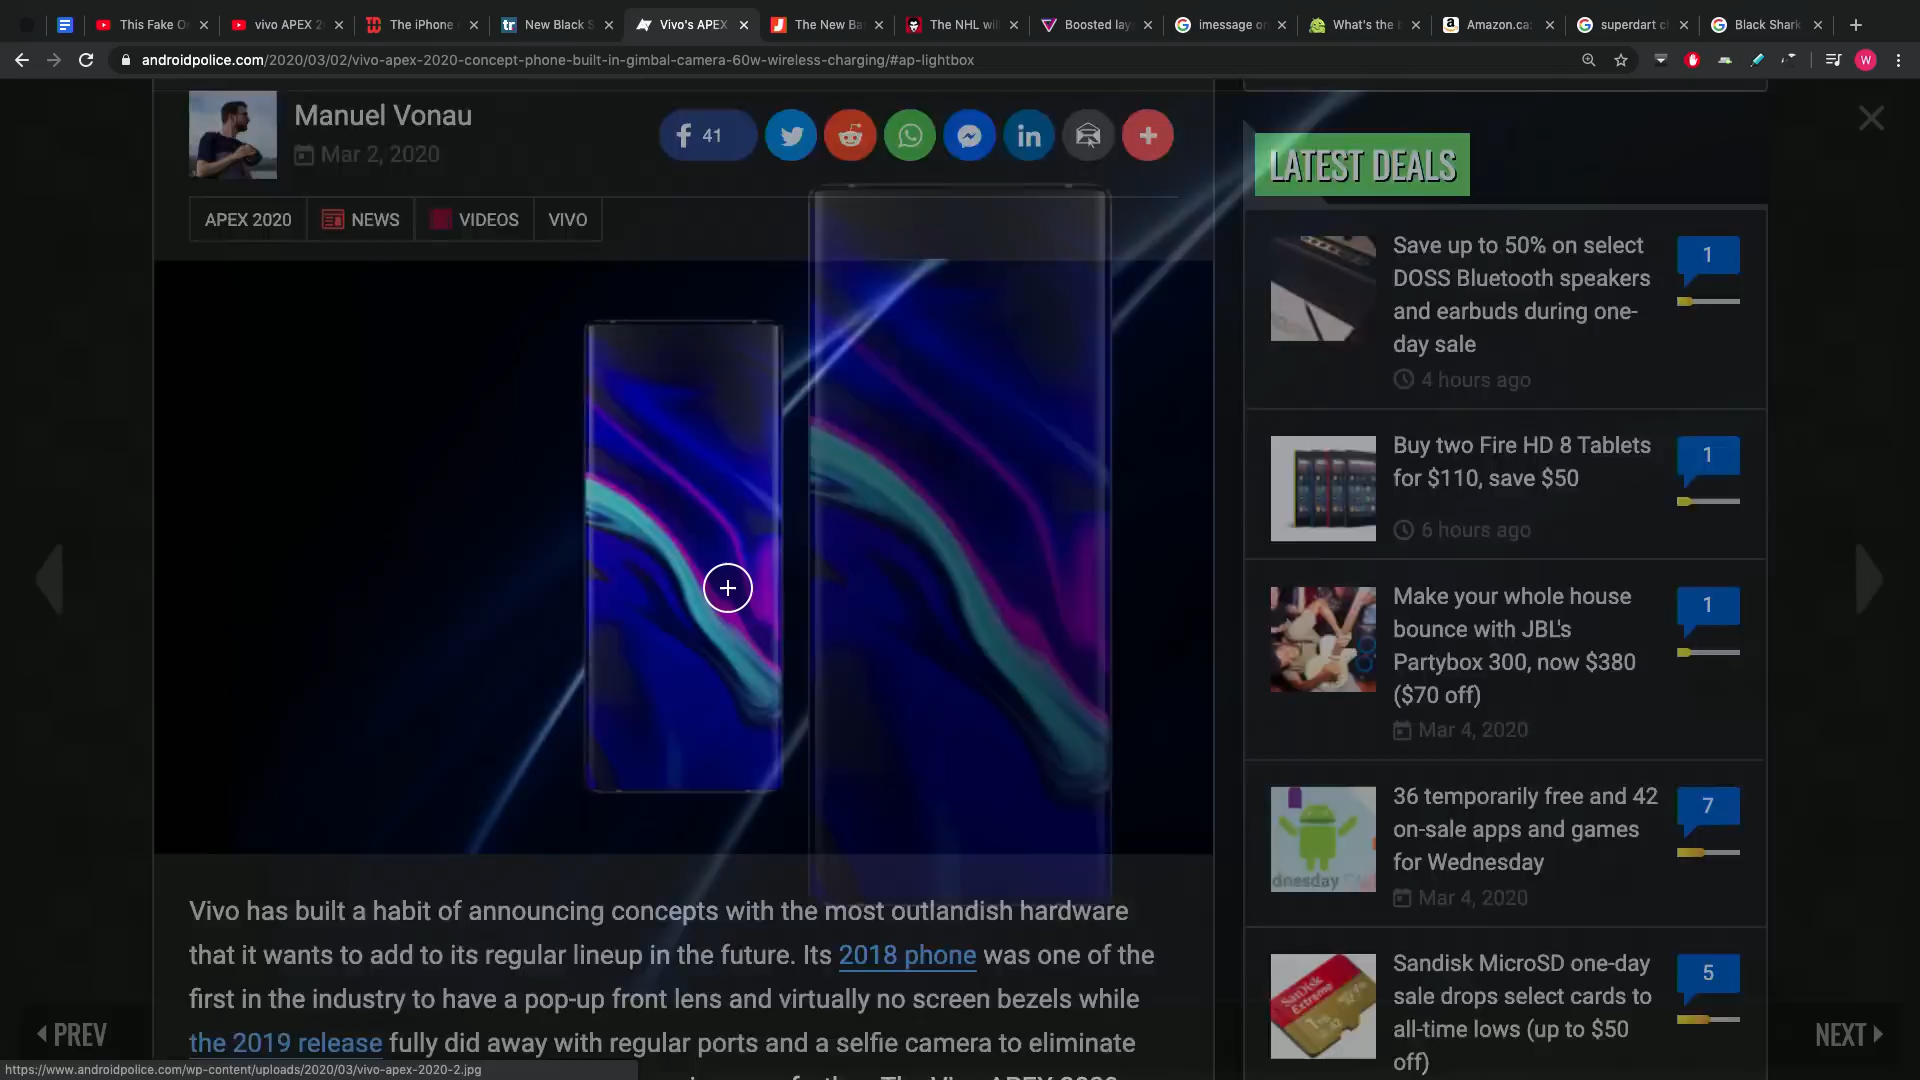 This Fake O
vivo APEX 2
The iPhone
New Black S
Vivo's APEX
The New Ba
The NHL wil
Boosted lay
imessage on
What's the b
Amazon.ca
superdart c
Black Shark
androidpolice.com/2020/03/02/vivo-apex-2020-concept-phone-built-in-gimbal-camera-60w-wireless-charging/#ap-lightbox
W
Manuel Vonau
Mar 2, 2020
41
APEX 2020
NEWS
VIDEOS
VIVO
Vivo has built a habit of announcing concepts with the most outlandish hardware
that it wants to add to its regular lineup in the future. Its 2018 phone was one of the
first in the industry to have a pop-up front lens and virtually no screen bezels while
the 2019 release fully did away with regular ports and a selfie camera to eliminate
LATEST DEALS
Save up to 50% on select
DOSS Bluetooth speakers
and earbuds during one-
day sale
1
4 hours ago
Buy two Fire HD 8 Tablets
for $110, save $50
1
6 hours ago
Make your whole house
bounce with JBL's
Partybox 300, now $380
($70 off)
1
Mar 4, 2020
36 temporarily free and 42
on-sale apps and games
for Wednesday
7
Mar 4, 2020
dnesday
Sandisk MicroSD one-day
sale drops select cards to
all-time lows (up to $50
off)
5
SanDisk
Extreme
PREV
NEXT
https://www.androidpolice.com/wp-content/uploads/2020/03/vivo-apex-2020-2.jpg